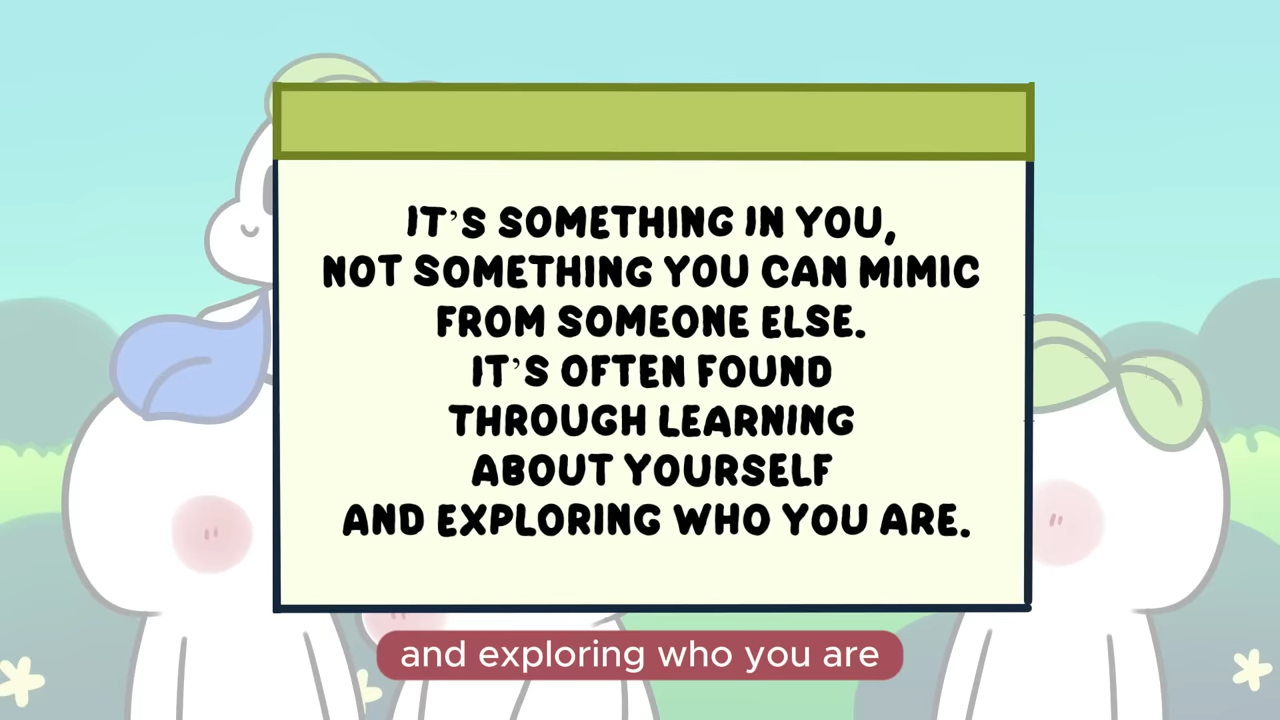 IT'S SOMETHING IN YOU,
NOT SOMETHING YOU CAN MIMIC
FROM SOMEONE ELSE.
IT'S OFTEN FOUND
THROUGH LEARNING
ABOUT YOURSELF
AND EXPLORING WHO YOU ARE.
and exploring who you are